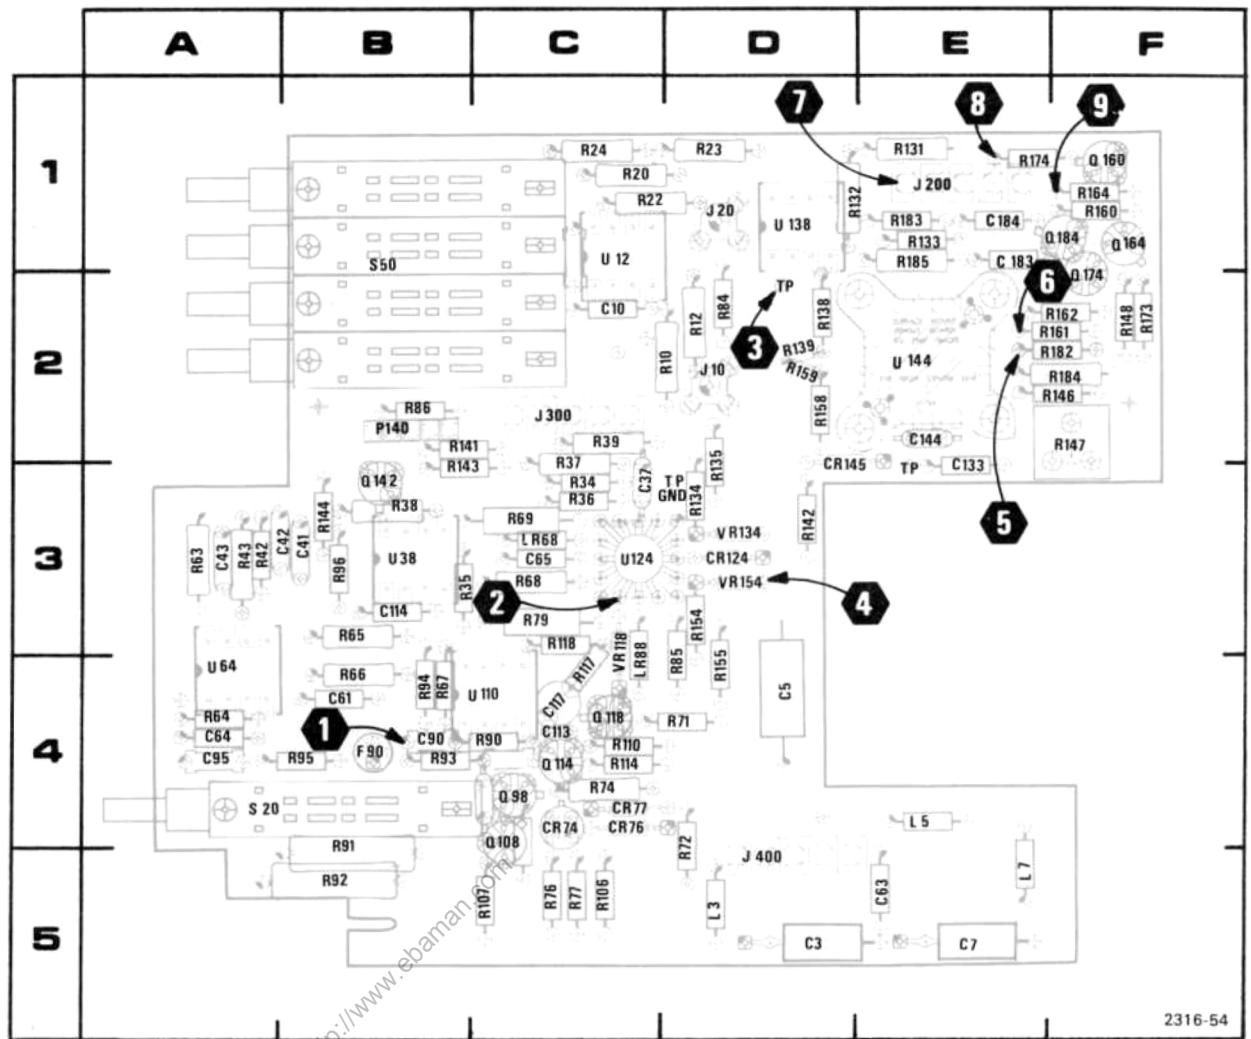 A B C D E F
7 8 9
1
R24 R23 R131 R174 Q160
R20 J200
R22 J20 R132 R164
R160
U138 R183 C184
U12 R133 Q184 Q164
S50 R185 C183
6 Q174
TP
C10 R12 R84 R138 R162 R148 R173
R161
2
3 R139 R182
R10 J10 R159 U144 R184
R146
R86 J300 R158
P140 R39 C144 R147
R141
R143 R37 R135 CR145 TP C133
Q142 R34 C37 TP GND R134
R144 R38 R36 R142 5
R69 VR134
3
R63 C43 R43 R42 C42 C41 R96 U38 LR68 U124 CR124
C65
R35 R68 VR154
2 4
C114 R79 R154
R65 R118 VR118 LR88 R85 R155
U64 R66 R94 R67 U110 R117 C5
C61 C117
R64 Q118 R71
1
C64 C90 R90 C113 R110
4
C95 R95 F90 R93 Q114 R114
R74
Q98 CR77
S20 CR74 CR76 L5
R91 Q108 R72 J400 L7
R92 R107 R76 R77 R106 L3 C63
5
C3 C7
p://www.ebaman.com
2316-54